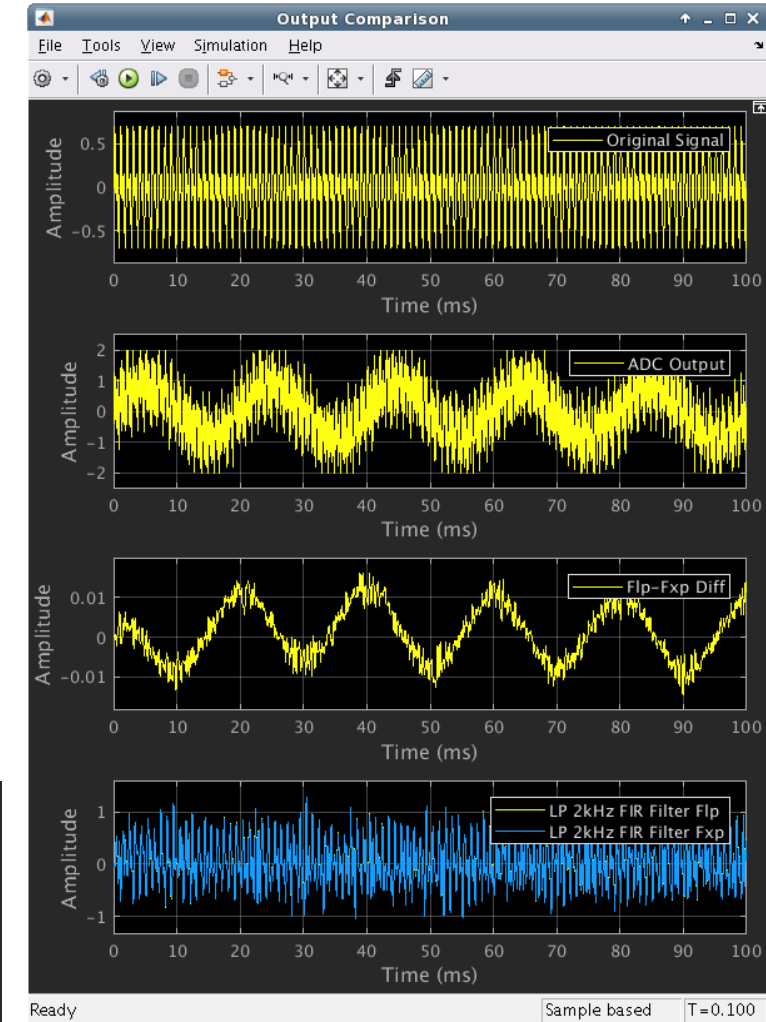 Output Comparison
File Tools View Simulation Help
Amplitude
0.5
0
-0.5
Original Signal
0 10 20 30 40 50 60 70 80 90 100
Time (ms)
Amplitude
2
1
0
-1
-2
ADC Output
0 10 20 30 40 50 60 70 80 90 100
Time (ms)
Amplitude
0.01
0
-0.01
Flp-Fxp Diff
0 10 20 30 40 50 60 70 80 90 100
Time (ms)
Amplitude
1
0
-1
LP 2kHz FIR Filter Flp
LP 2kHz FIR Filter Fxp
0 10 20 30 40 50 60 70 80 90 100
Time (ms)
Ready Sample based T=0.100